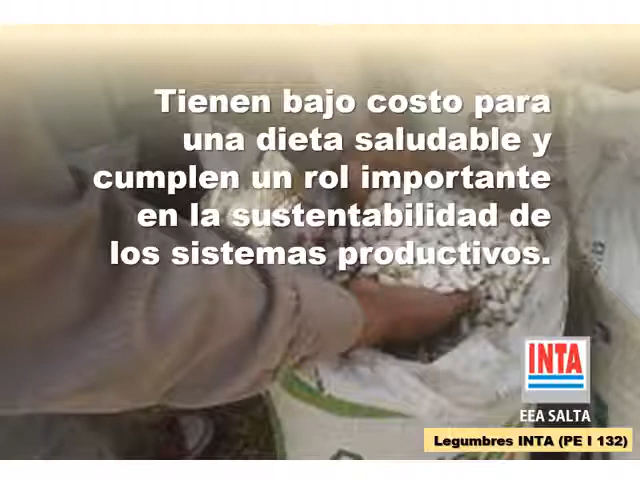 Tienen bajo costo para
una dieta saludable y
cumplen un rol importante
en la sustentabilidad de
los sistemas productivos.
INTA
EEA SALTA
Legumbres INTA (PE I 132)